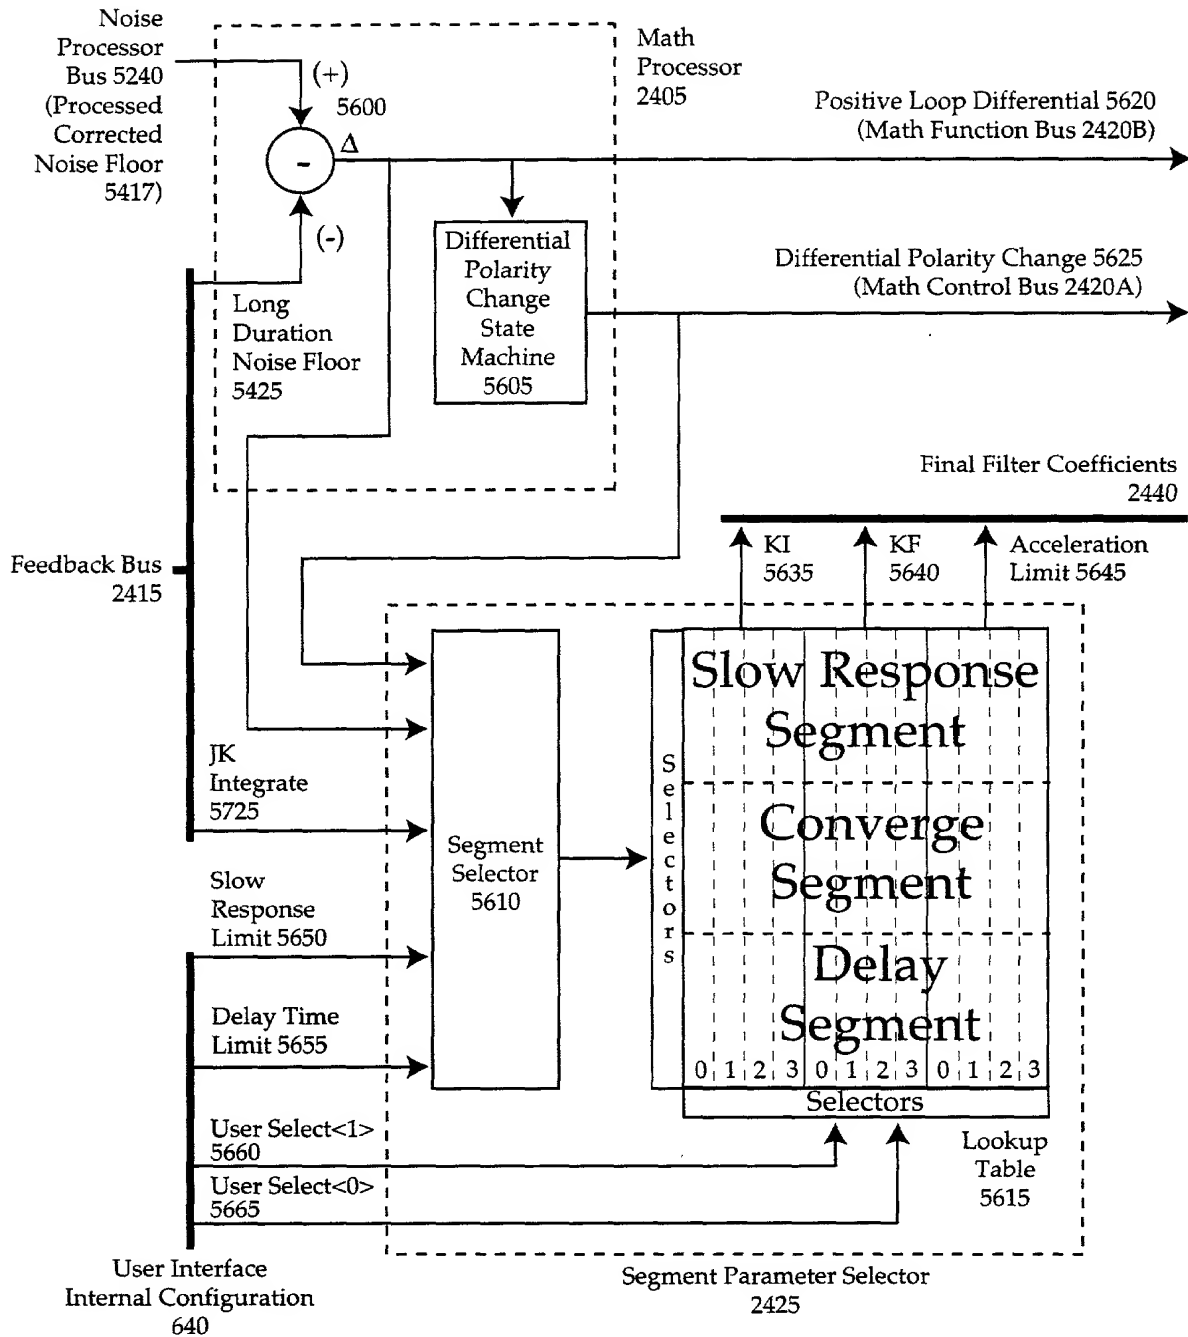 Noise
Processor
Bus 5240
(Processed
Corrected
Noise Floor
5417)
(+)
5600
Δ
-
(-)
Math
Processor
2405
Positive Loop Differential 5620
(Math Function Bus 2420B)
Differential
Polarity
Change
State
Machine
5605
Differential Polarity Change 5625
(Math Control Bus 2420A)
Long
Duration
Noise Floor
5425
Final Filter Coefficients
2440
Feedback Bus
2415
KI
5635
KF
5640
Acceleration
Limit 5645
JK
Integrate
5725
Slow
Response
Limit 5650
Delay Time
Limit 5655
User Select<1>
5660
User Select<0>
5665
Segment
Selector
5610
Selectors
Slow Response
Segment
Converge
Segment
Delay
Segment
0 1 2 3 0 1 2 3 0 1 2 3
Selectors
Lookup
Table
5615
User Interface
Internal Configuration
640
Segment Parameter Selector
2425